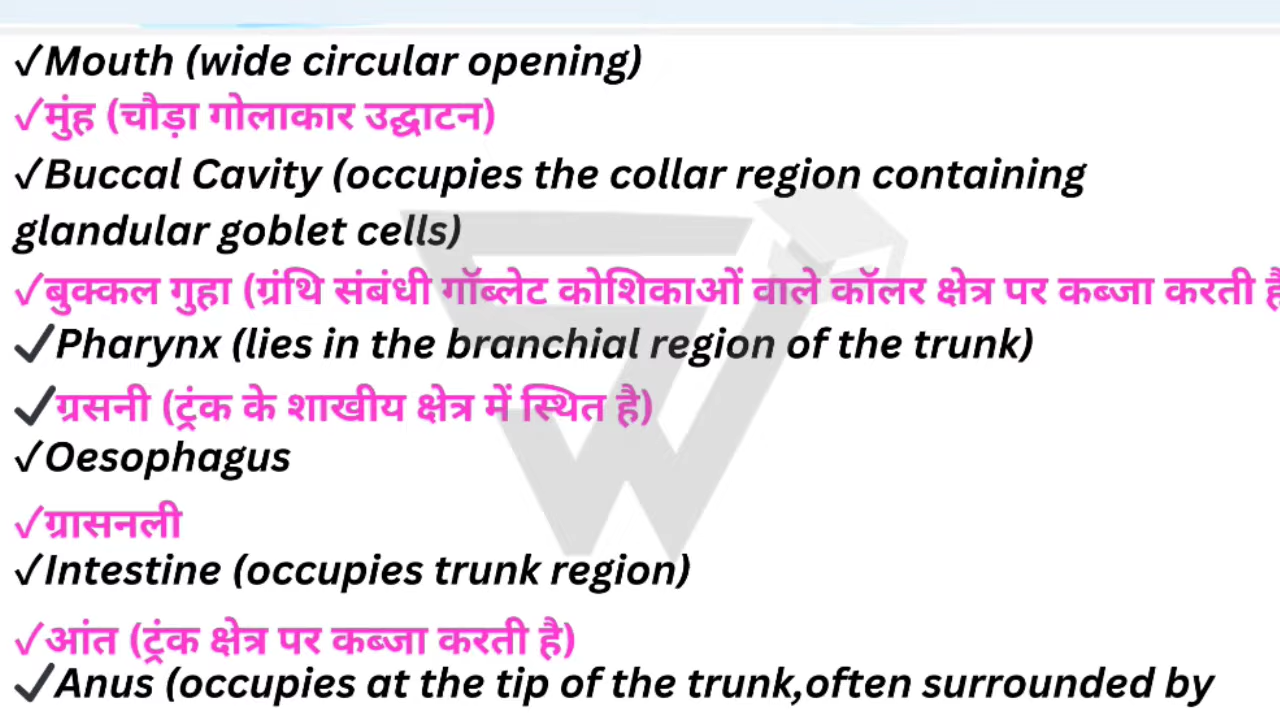 ✓Mouth (wide circular opening)
✓मुंह (चौड़ा गोलाकार उद्घाटन)
✓Buccal Cavity (occupies the collar region containing
glandular goblet cells)
✓बुक्कल गुहा (ग्रंथि संबंधी गॉब्लेट कोशिकाओं वाले कॉलर क्षेत्र पर कब्जा करती है
✓Pharynx (lies in the branchial region of the trunk)
✓ग्रसनी (ट्रंक के शाखीय क्षेत्र में स्थित है)
✓Oesophagus
✓ग्रासनली
✓Intestine (occupies trunk region)
✓आंत (ट्रंक क्षेत्र पर कब्जा करती है)
✓Anus (occupies at the tip of the trunk,often surrounded by